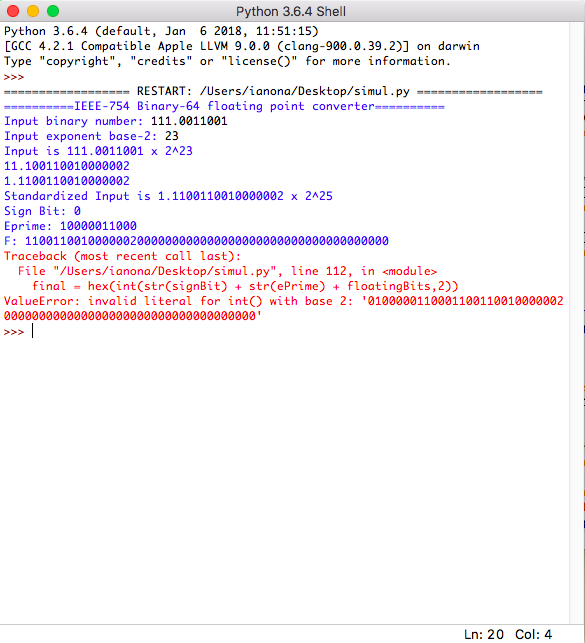 Python 3.6.4 Shell
Python 3.6.4 (default, Jan  6 2018, 11:51:15)
[GCC 4.2.1 Compatible Apple LLVM 9.0.0 (clang-900.0.39.2)] on darwin
Type "copyright", "credits" or "license()" for more information.
>>>
================== RESTART: /Users/ianona/Desktop/simul.py ==================
==========IEEE-754 Binary-64 floating point converter==========
Input binary number: 111.0011001
Input exponent base-2: 23
Input is 111.0011001 x 2^23
11.100110010000002
1.1100110010000002
Standardized Input is 1.1100110010000002 x 2^25
Sign Bit: 0
Eprime: 10000011000
F: 1100110010000002000000000000000000000000000000000000
Traceback (most recent call last):
  File "/Users/ianona/Desktop/simul.py", line 112, in <module>
    final = hex(int(str(signBit) + str(ePrime) + floatingBits,2))
ValueError: invalid literal for int() with base 2: '0100000110001100110010000002
000000000000000000000000000000000000'
>>>
Ln: 20  Col: 4